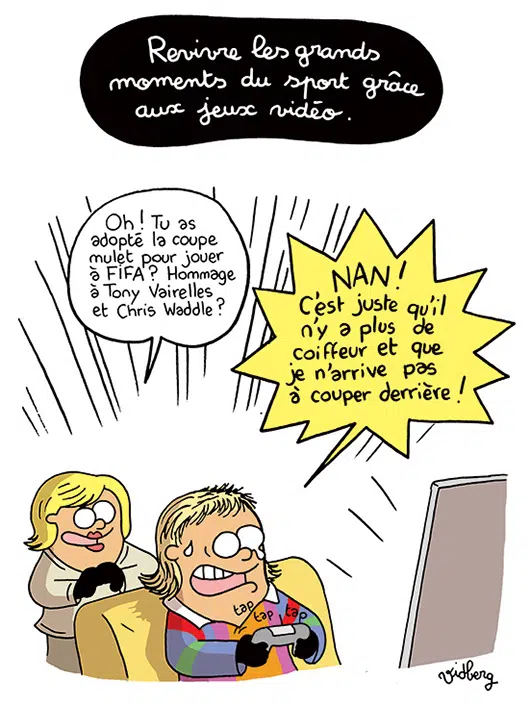 Revivre les grands
moments du sport grâce
aux jeux vidéo.
Oh! Tu as
adopté la coupe
mulet pour jouer
à FIFA? Hommage
à Tony Vairelles
et Chris Waddle?
NAN!
C'est juste qu'il
n'y a plus de
coiffeur et que
je n'arrive pas
à couper derrière!
tap
tap
tap
Vidberg